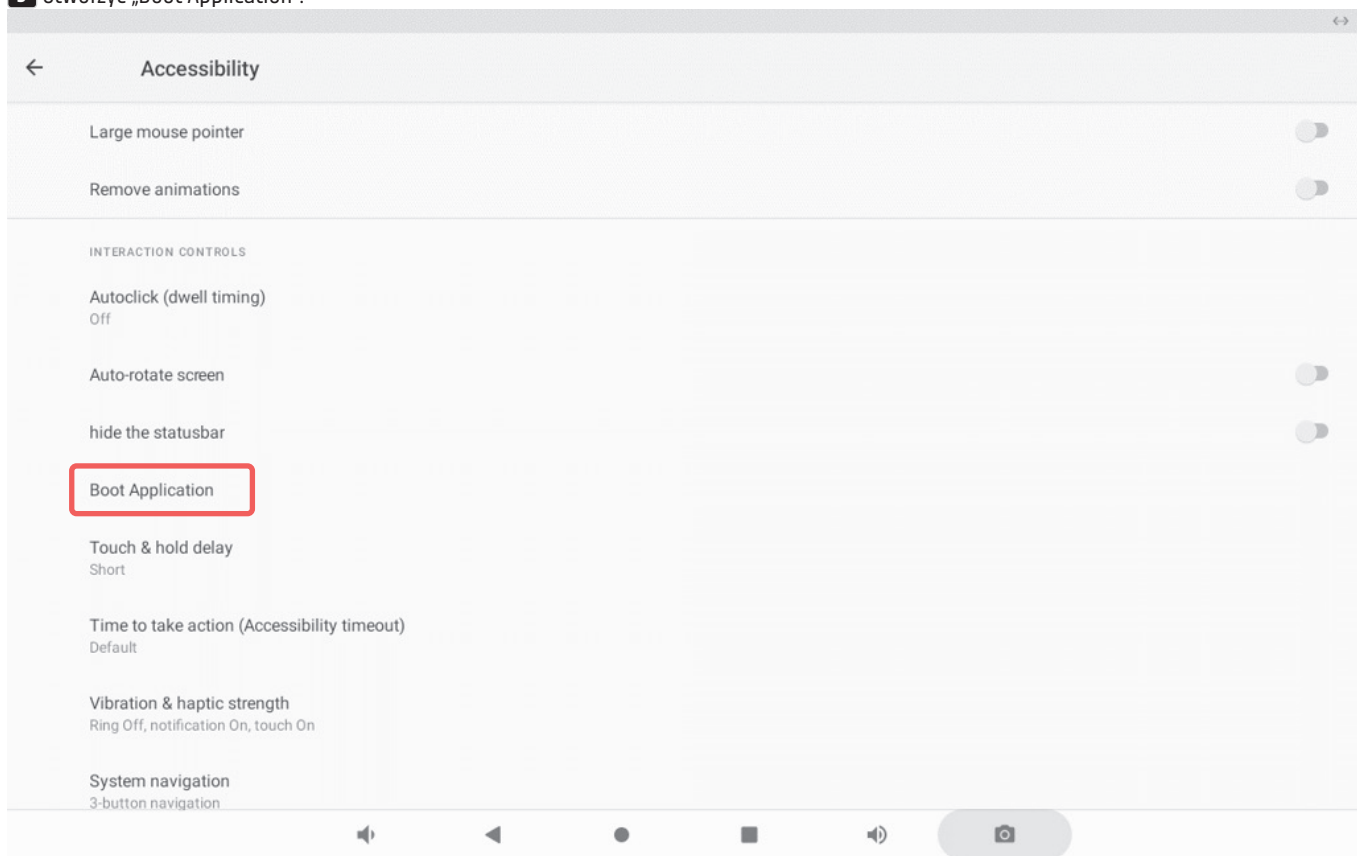 „Boot Application”.
Accessibility
Large mouse pointer
Remove animations
INTERACTION CONTROLS
Autoclick (dwell timing)
Off
Auto-rotate screen
hide the statusbar
Boot Application
Touch & hold delay
Short
Time to take action (Accessibility timeout)
Default
Vibration & haptic strength
Ring Off, notification On, touch On
System navigation
3-button navigation